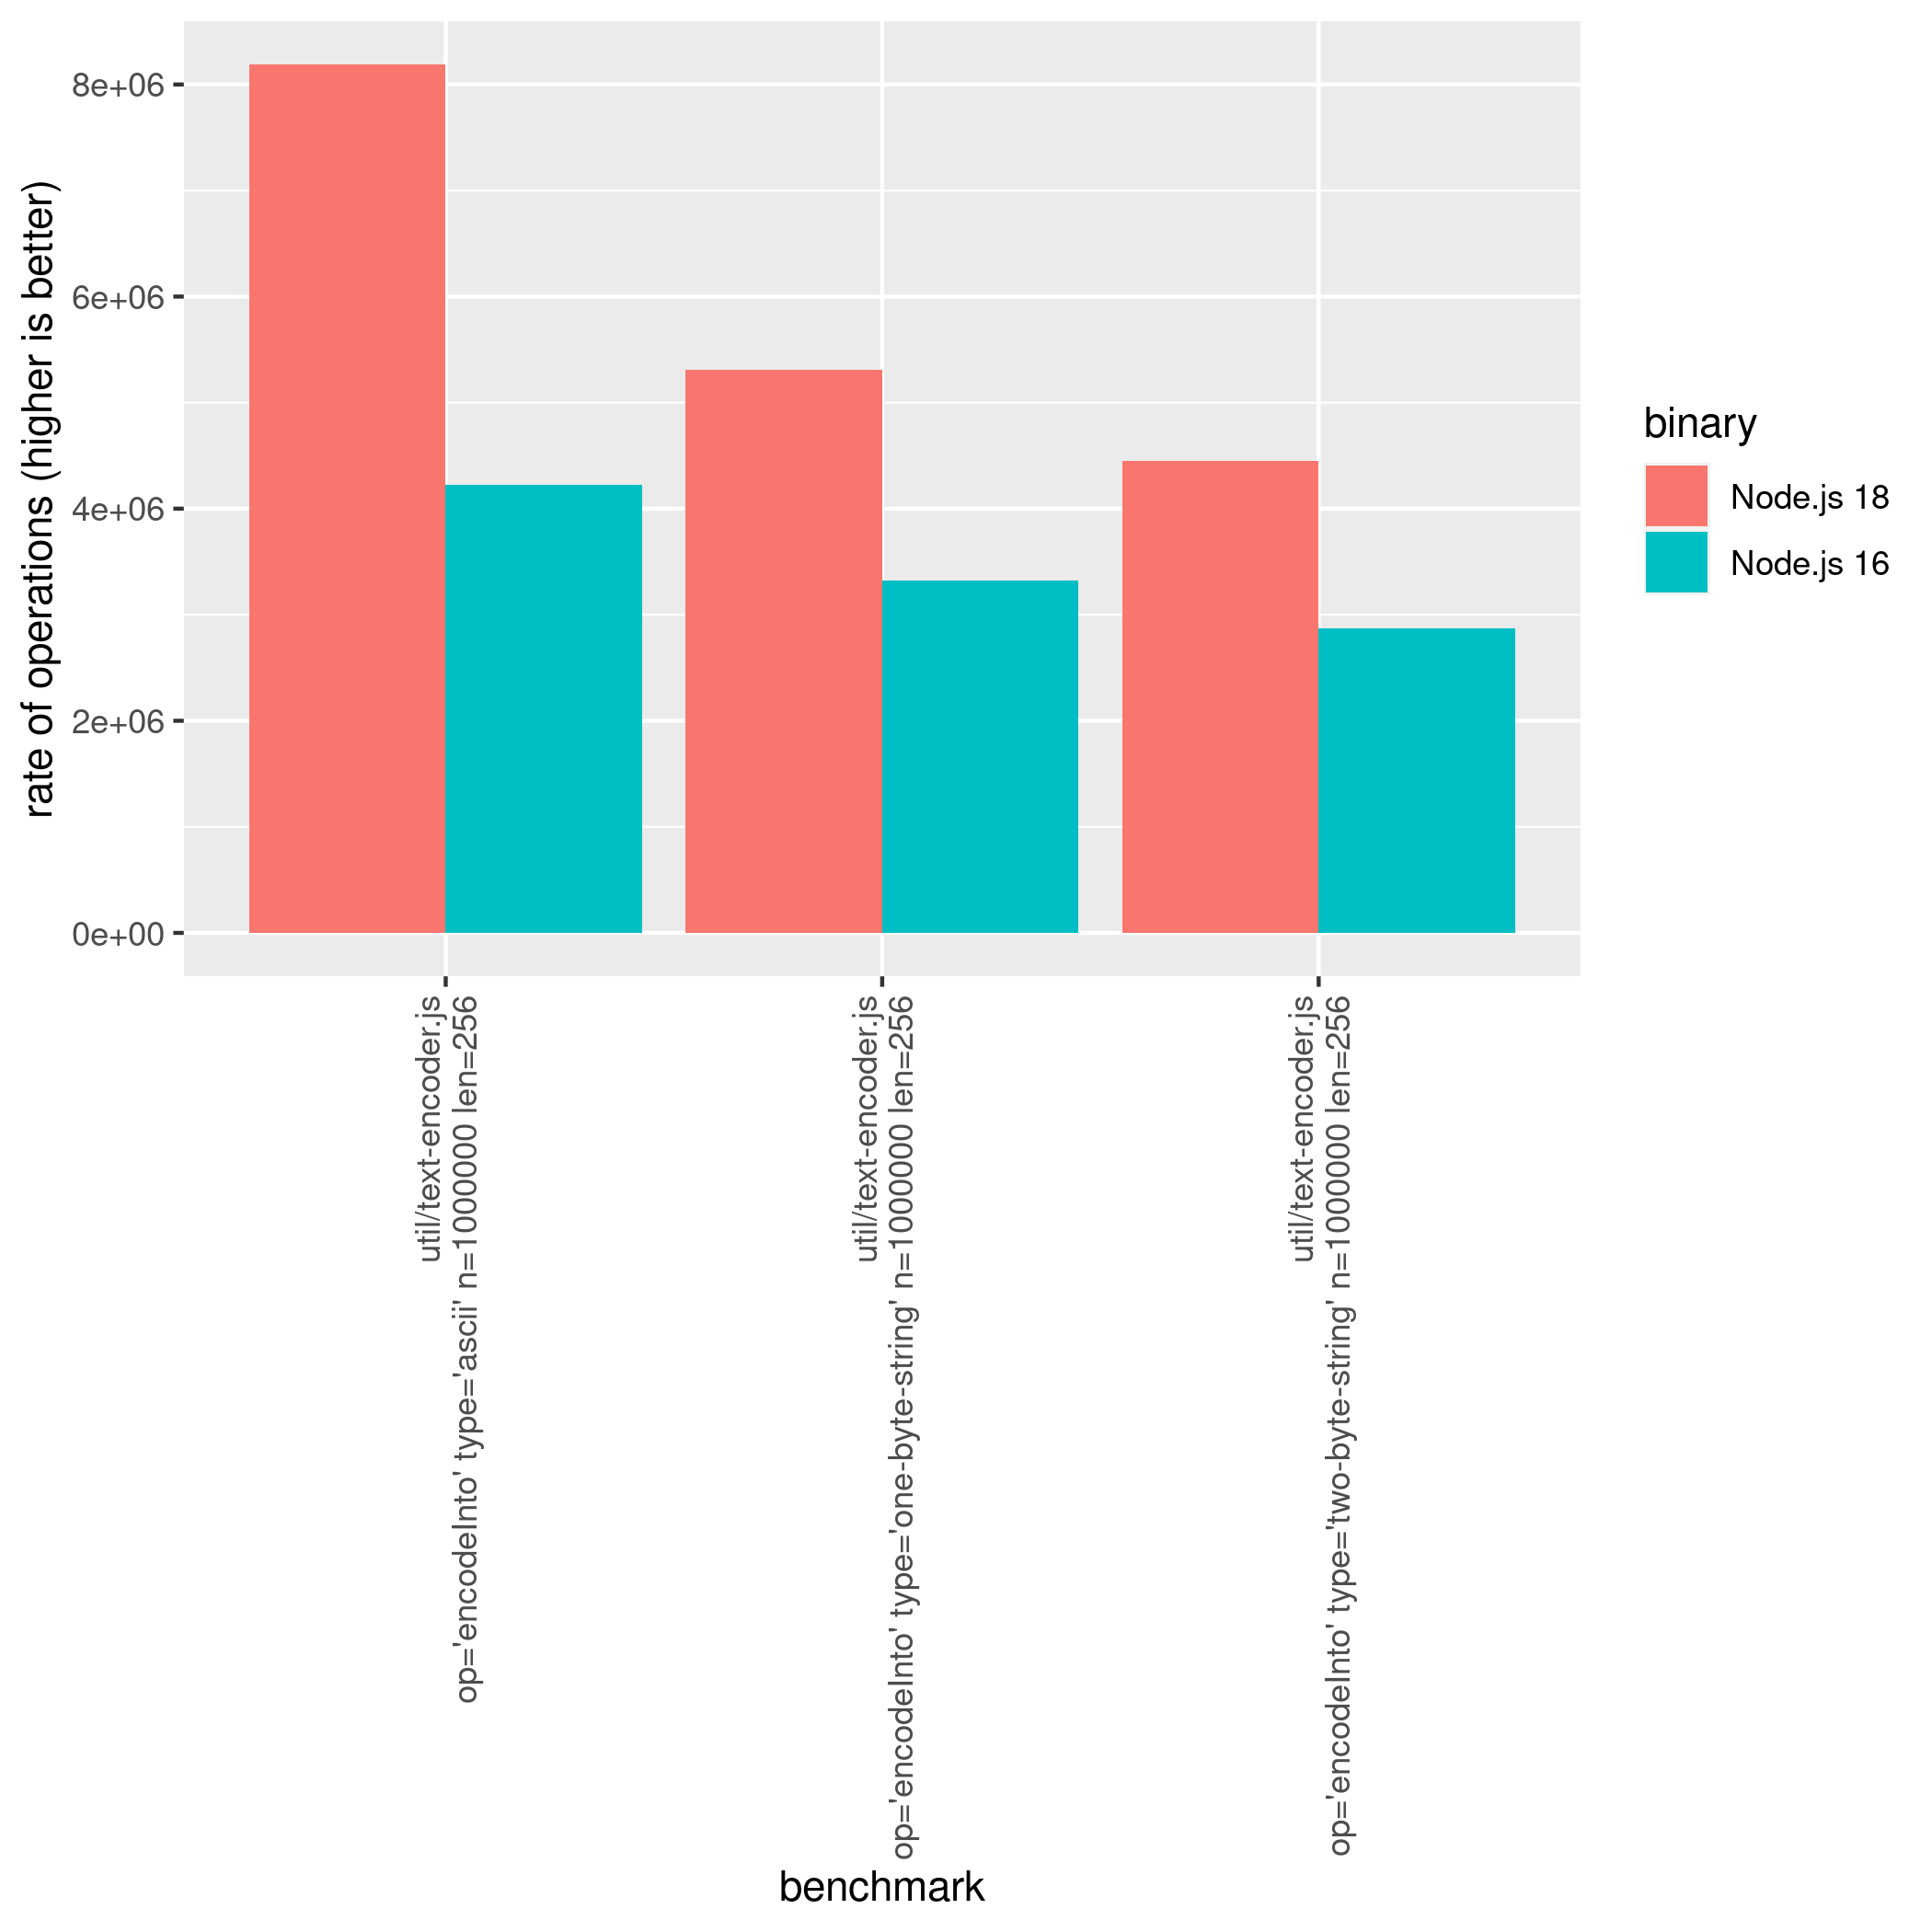 rate of operations (higher is better)
8e+06
6e+06
4e+06
2e+06
0e+00
util/text-encoder.js
op='encodeInto' type='ascii' n=1000000 len=256
util/text-encoder.js
op='encodeInto' type='one-byte-string' n=1000000 len=256
util/text-encoder.js
op='encodeInto' type='two-byte-string' n=1000000 len=256
benchmark
binary
Node.js 18
Node.js 16